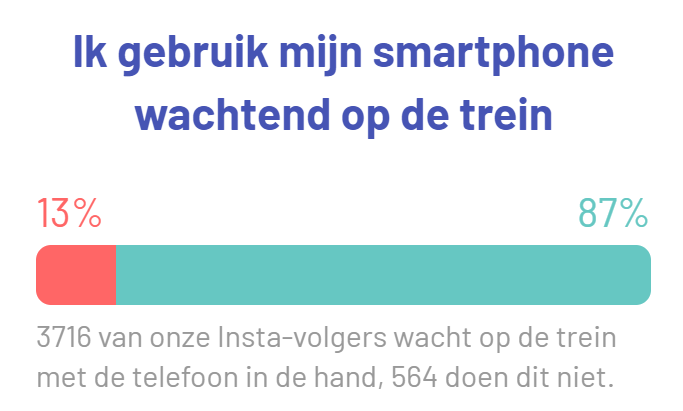 Ik gebruik mijn smartphone
wachtend op de trein
13% 87%
3716 van onze Insta-volgers wacht op de trein
met de telefoon in de hand, 564 doen dit niet.